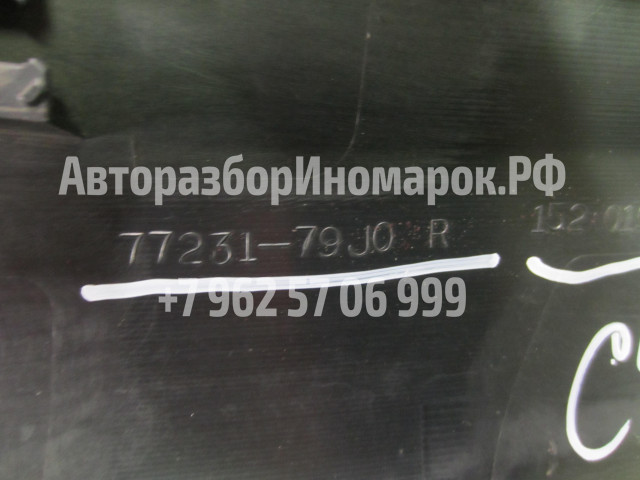 АвторазборИномарок.РФ
77231-79J0 R
+7 962 57 06 999